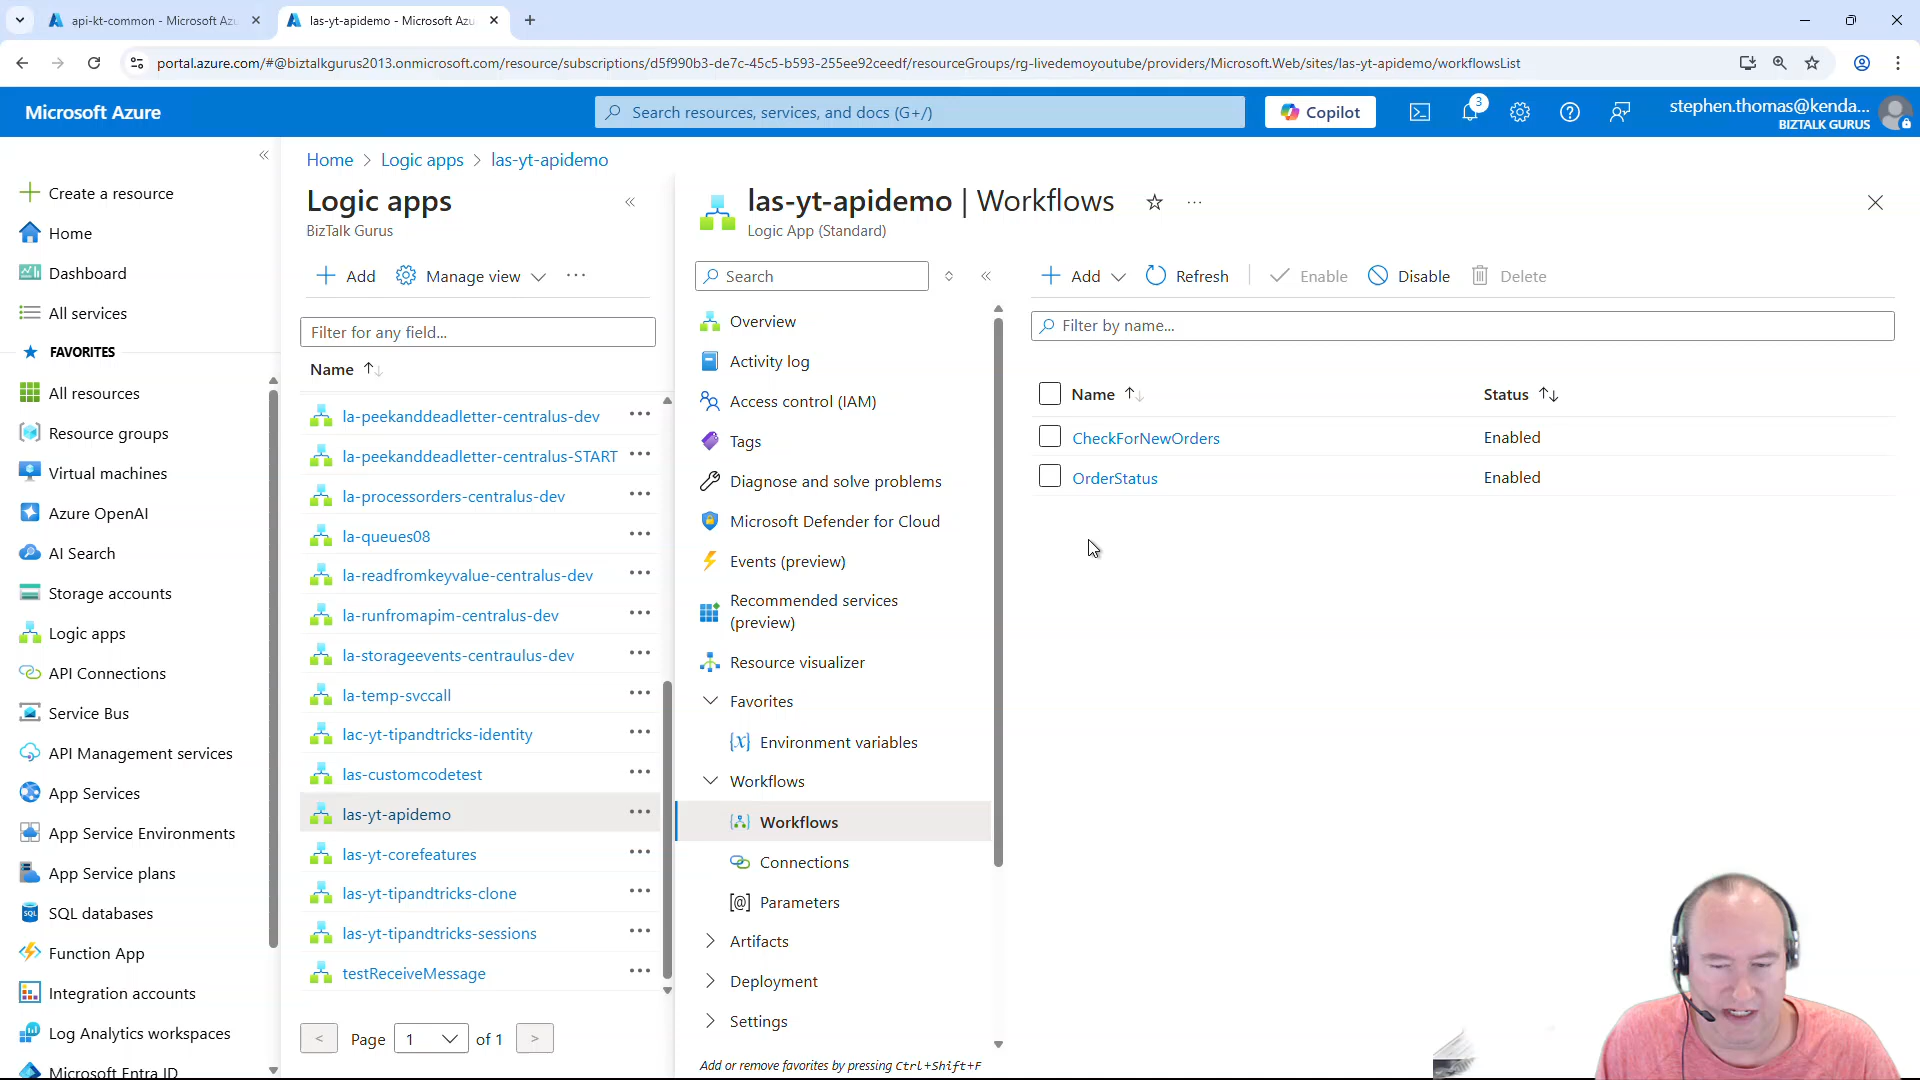 api-kt-common - Microsoft Az
las-yt-apidemo - Microsoft Azu
portal.azure.com/#@biztalkgurus2013.onmicrosoft.com/resource/subscriptions/d5f990b3-de7c-45c5-b593-255ee92ceedf/resourceGroups/rg-livedemoyoutube/providers/Microsoft.Web/sites/las-yt-apidemo/workflowsList
Microsoft Azure
Search resources, services, and docs (G+/)
Copilot
3
stephen.thomas@kenda...
BIZTALK GURUS
Create a resource
Home
Dashboard
All services
FAVORITES
All resources
Resource groups
Virtual machines
Azure OpenAI
AI Search
Storage accounts
Logic apps
API Connections
Service Bus
API Management services
App Services
App Service Environments
App Service plans
SQL databases
Function App
Integration accounts
Log Analytics workspaces
Microsoft Entra ID
Home > Logic apps > las-yt-apidemo
Logic apps
BizTalk Gurus
Add
Manage view
Filter for any field...
Name
la-peekanddeadletter-centralus-dev
la-peekanddeadletter-centralus-START
la-processorders-centralus-dev
la-queues08
la-readfromkeyvalue-centralus-dev
la-runfromapim-centralus-dev
la-storageevents-centraulus-dev
la-temp-svccall
lac-yt-tipandtricks-identity
las-customcodetest
las-yt-apidemo
las-yt-corefeatures
las-yt-tipandtricks-clone
las-yt-tipandtricks-sessions
testReceiveMessage
< Page 1 of 1 >
las-yt-apidemo | Workflows
Logic App (Standard)
Search
Overview
Activity log
Access control (IAM)
Tags
Diagnose and solve problems
Microsoft Defender for Cloud
Events (preview)
Recommended services
(preview)
Resource visualizer
Favorites
Environment variables
Workflows
Workflows
Connections
Parameters
Artifacts
Deployment
Settings
Add or remove favorites by pressing Ctrl+Shift+F
Add
Refresh
Enable
Disable
Delete
Filter by name...
Name
Status
CheckForNewOrders
Enabled
OrderStatus
Enabled